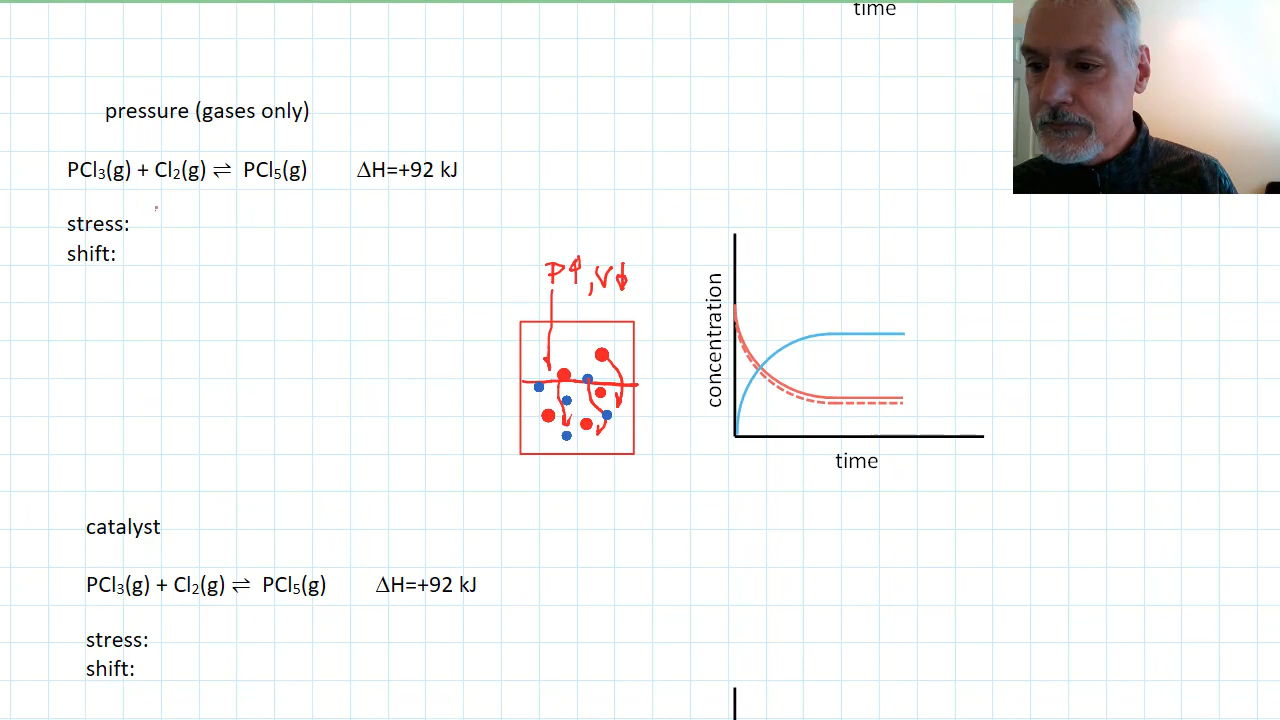 time
pressure (gases only)
PCl₃(g) + Cl₂(g) ⇌ PCl₅(g) ΔH=+92 kJ
stress:
shift:
P↑, V↓
concentration
time
catalyst
PCl₃(g) + Cl₂(g) ⇌ PCl₅(g) ΔH=+92 kJ
stress:
shift: